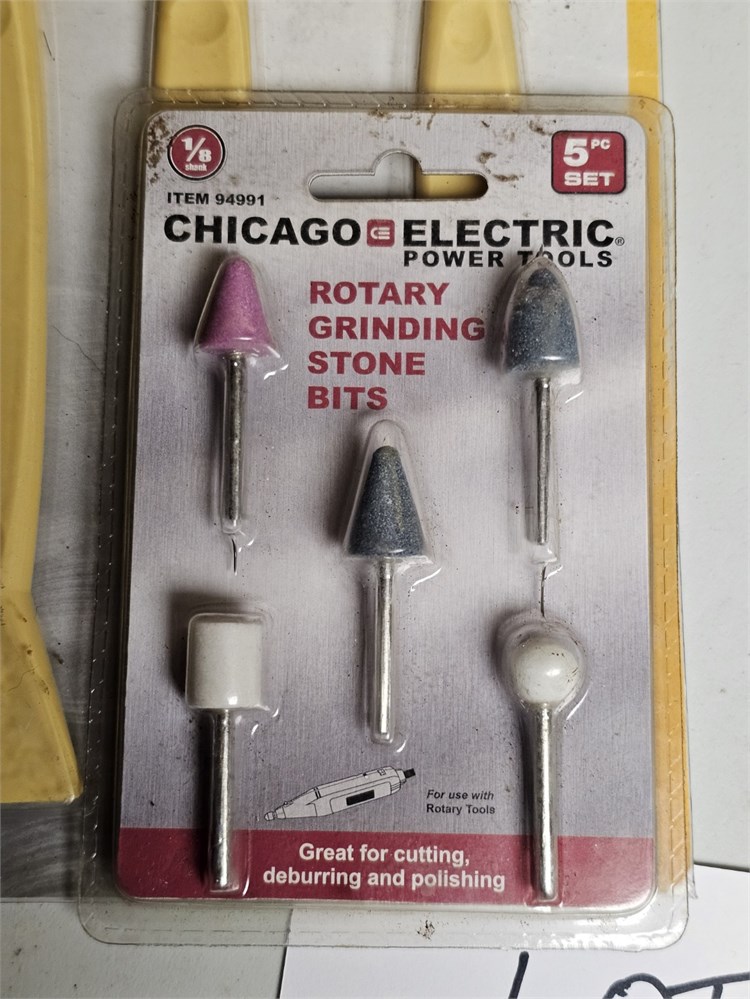 1/8
shank
5 PC
SET
ITEM 94991
CHICAGO CE ELECTRIC®
POWER TOOLS
ROTARY
GRINDING
STONE
BITS
For use with
Rotary Tools
Great for cutting,
deburring and polishing